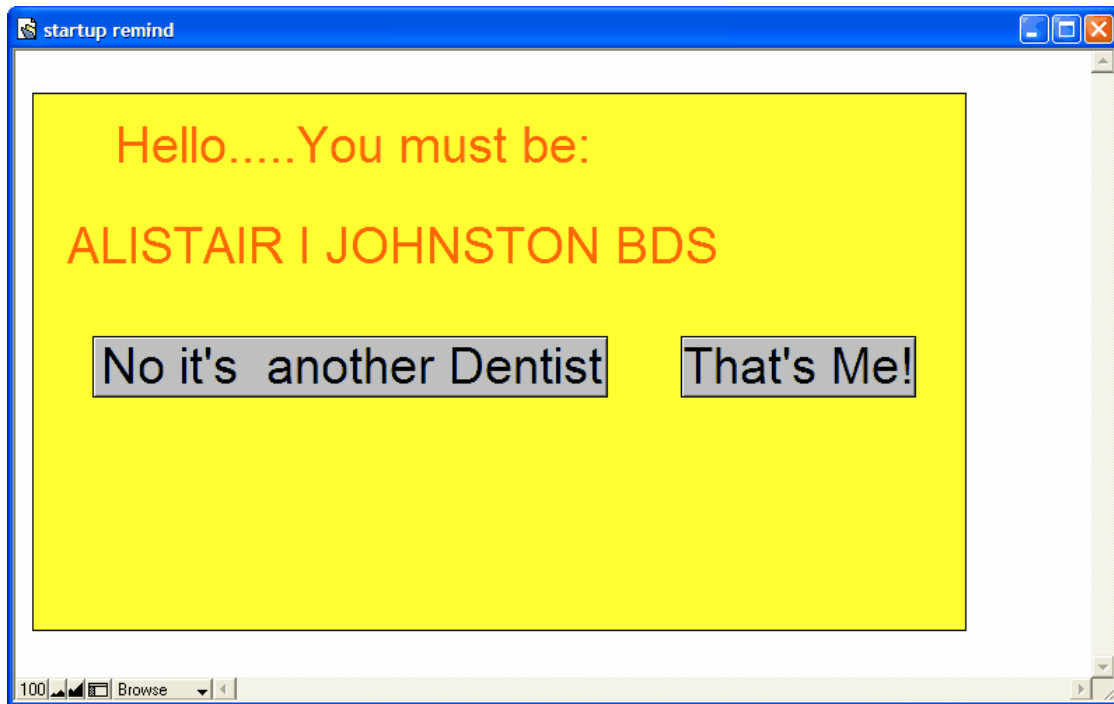 startup remind
Hello.....You must be:
ALISTAIR I JOHNSTON BDS
No it's  another Dentist That's Me!
100 Browse